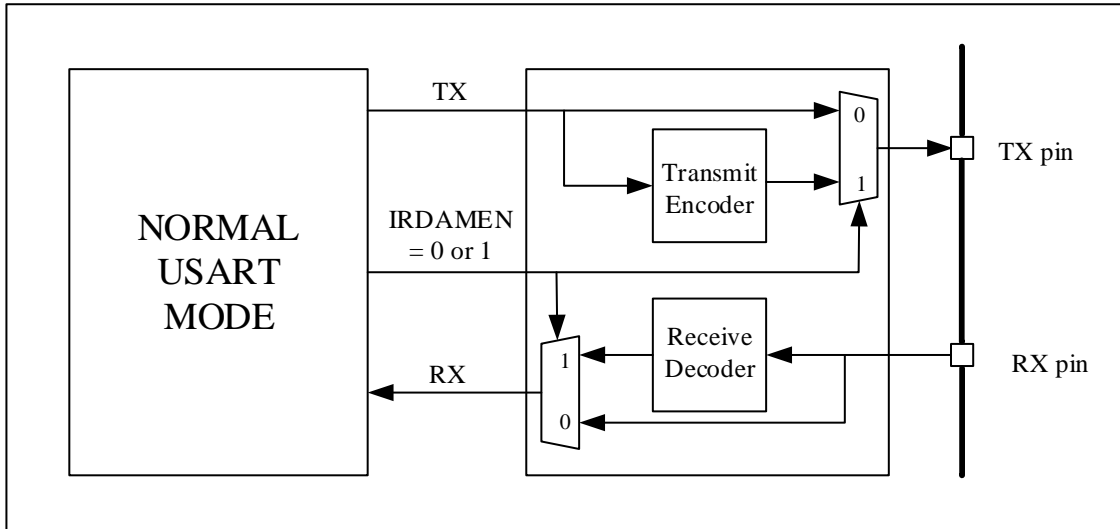 TX
0
TX pin
Transmit
Encoder
1
NORMAL
USART
MODE
IRDAMEN
= 0 or 1
Receive
Decoder
1
RX pin
RX
0